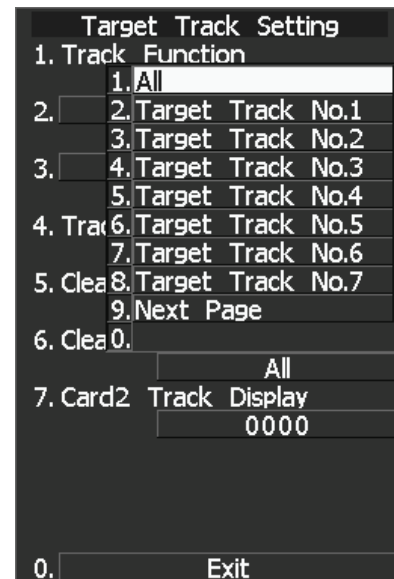 Target Track Setting
1. Track Function
1. All
2. 2. Target Track No.1
3. Target Track No.2
3. 4. Target Track No.3
5. Target Track No.4
4. Trac 6. Target Track No.5
7. Target Track No.6
5. Clea 8. Target Track No.7
9. Next Page
6. Clea 0.
All
7. Card2 Track Display
0000
0. Exit